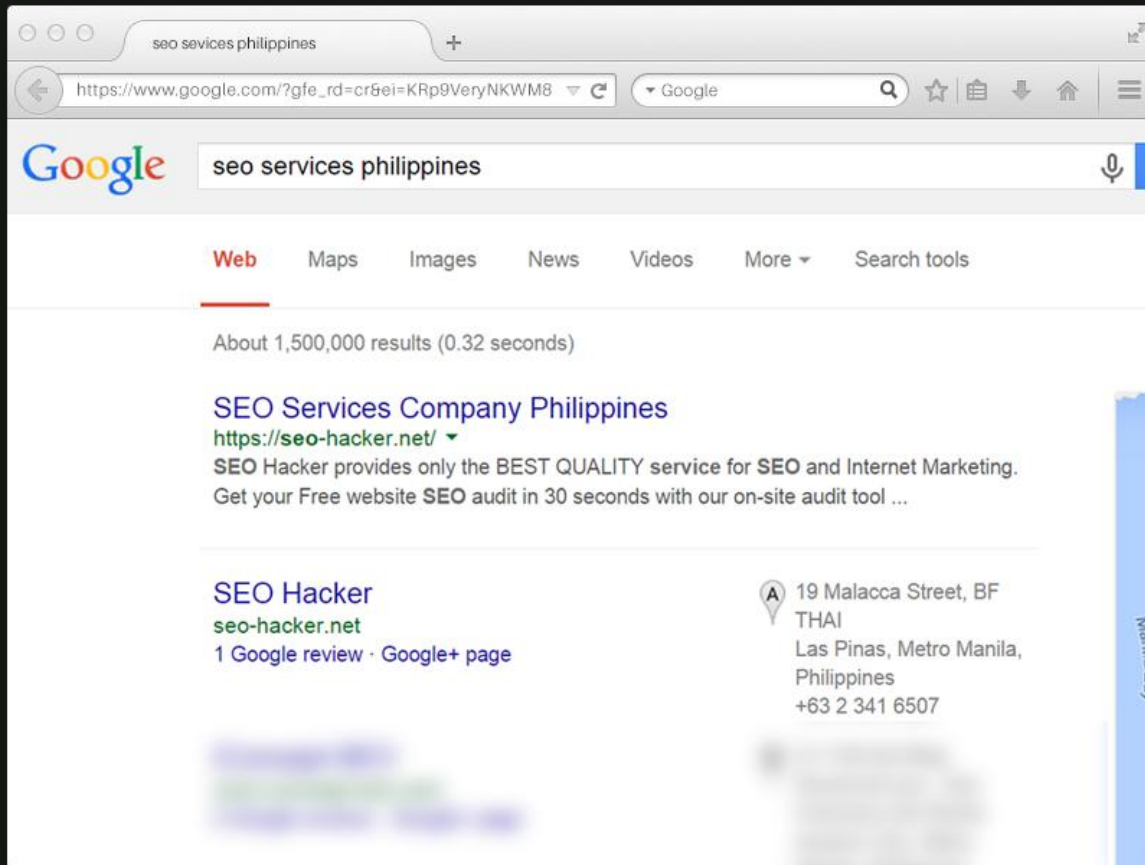 seo sevices philippines
https://www.google.com/?gfe_rd=cr&ei=KRp9VeryNKWM8
Google
Google
seo services philippines
Web Maps Images News Videos More Search tools
About 1,500,000 results (0.32 seconds)
SEO Services Company Philippines
https://seo-hacker.net/
SEO Hacker provides only the BEST QUALITY service for SEO and Internet Marketing.
Get your Free website SEO audit in 30 seconds with our on-site audit tool ...
SEO Hacker
seo-hacker.net
1 Google review · Google+ page
A
19 Malacca Street, BF
THAI
Las Pinas, Metro Manila,
Philippines
+63 2 341 6507